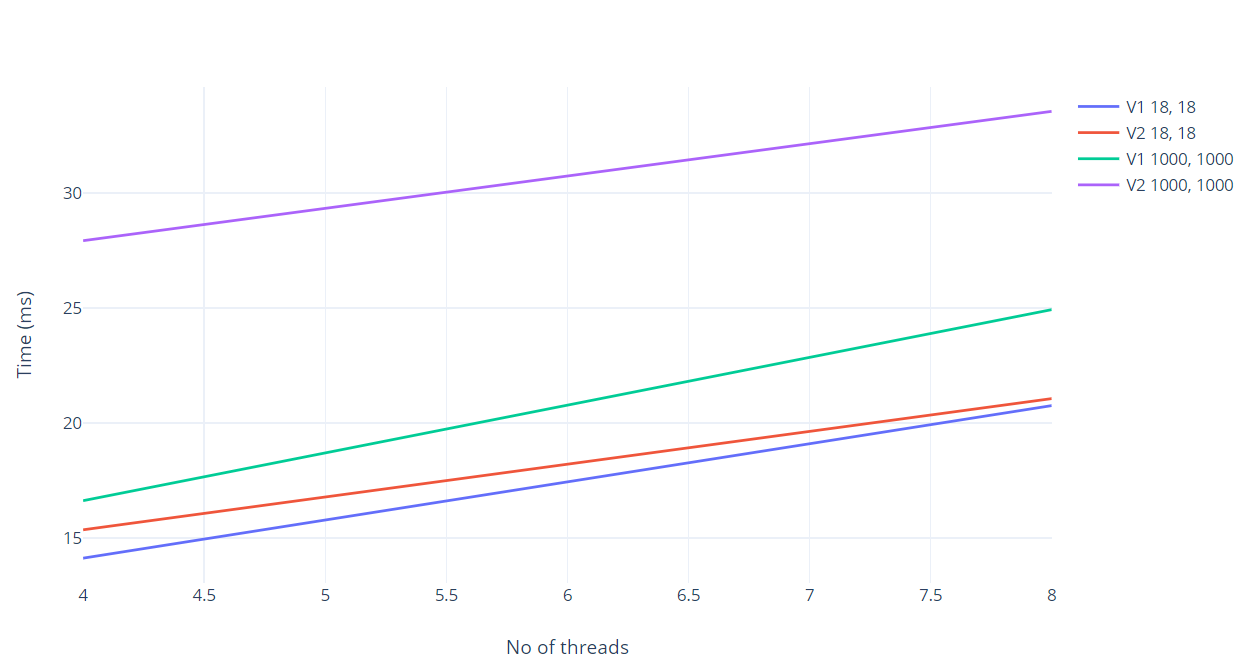 V1 18, 18
V2 18, 18
V1 1000, 1000
V2 1000, 1000
30
25
20
15
Time (ms)
4 4.5 5 5.5 6 6.5 7 7.5 8
No of threads